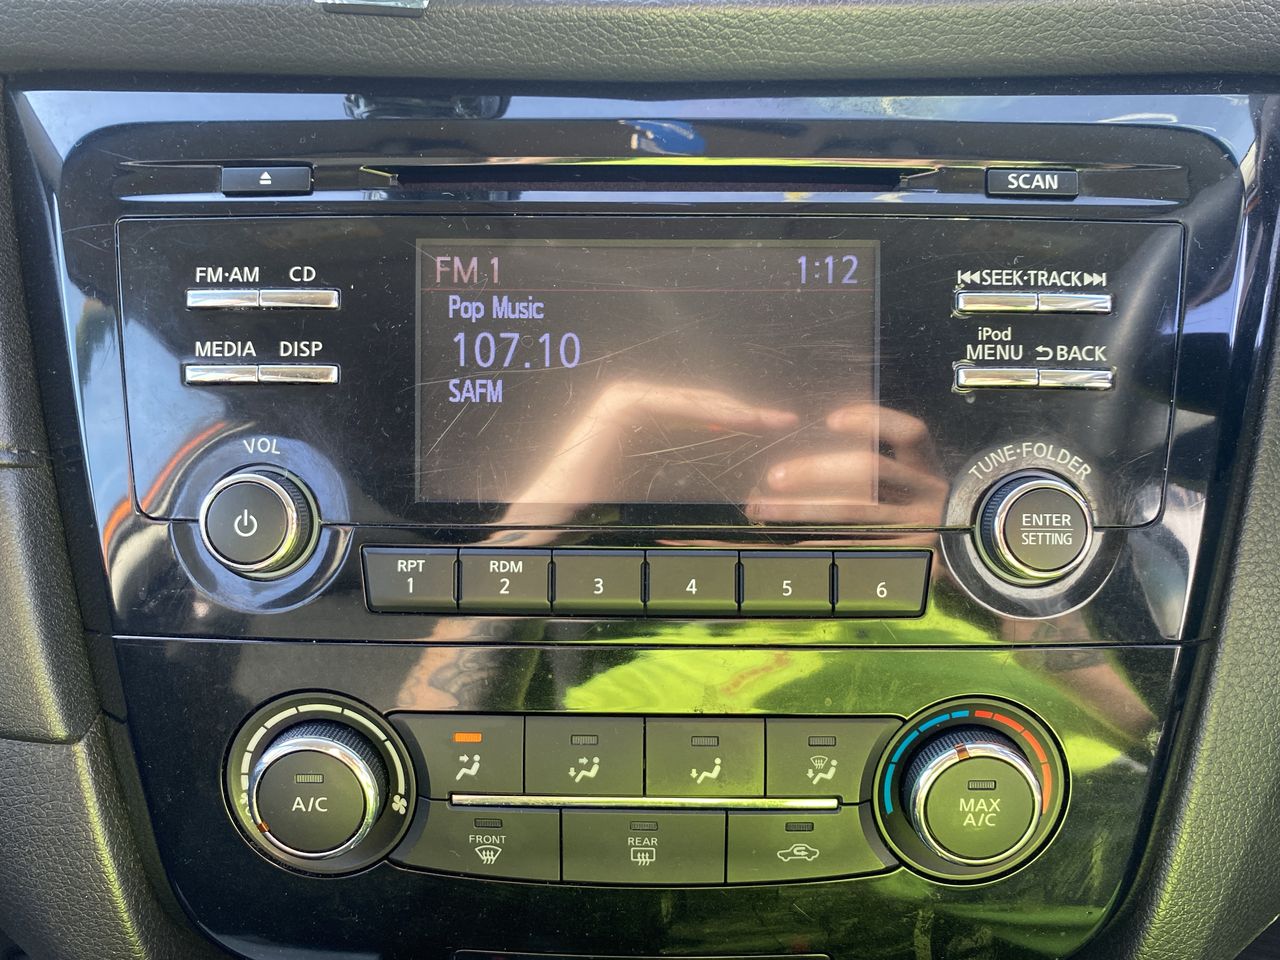 SCAN
FM·AM CD
MEDIA DISP
VOL
FM 1 1:12
Pop Music
107.10
SAFM
SEEK·TRACK
iPod
MENU BACK
TUNE·FOLDER
ENTER
SETTING
RPT
1
RDM
2
3
4
5
6
A/C
MAX
A/C
FRONT
REAR